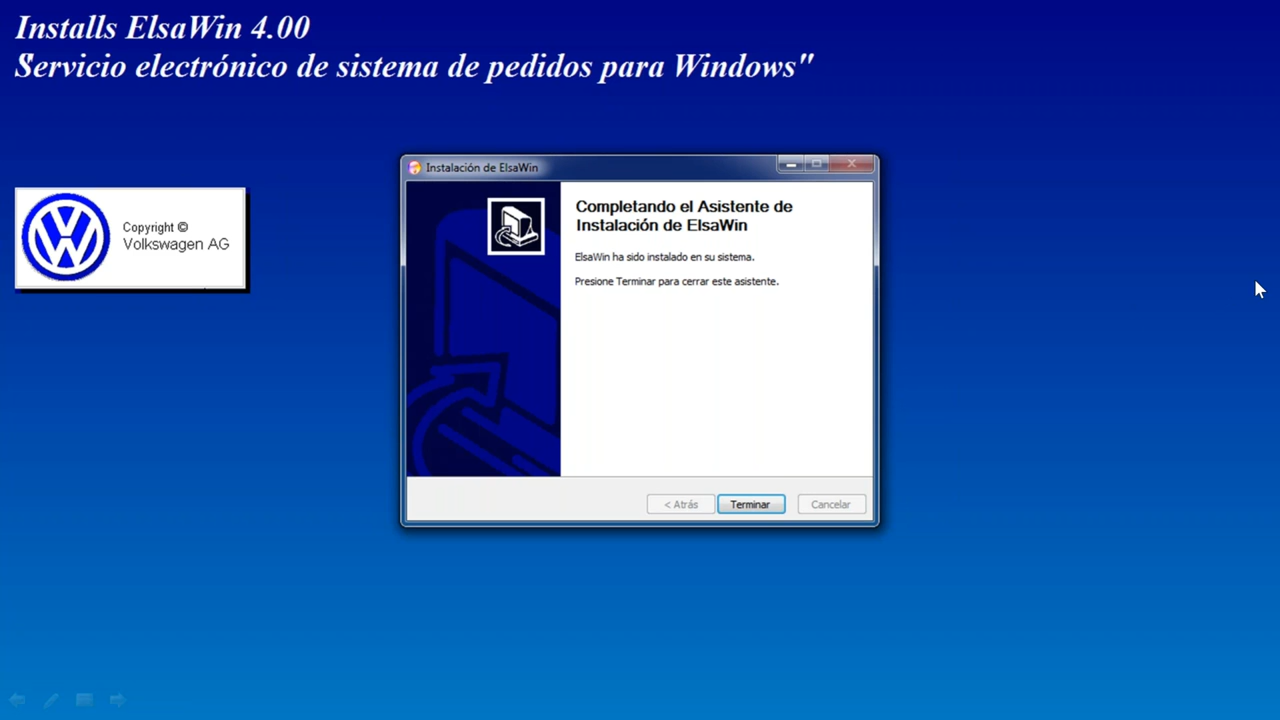 Installs ElsaWin 4.00
Servicio electrónico de sistema de pedidos para Windows"
Copyright ©
Volkswagen AG
Instalación de ElsaWin
Completando el Asistente de
Instalación de ElsaWin
ElsaWin ha sido instalado en su sistema.
Presione Terminar para cerrar este asistente.
< Atrás
Terminar
Cancelar